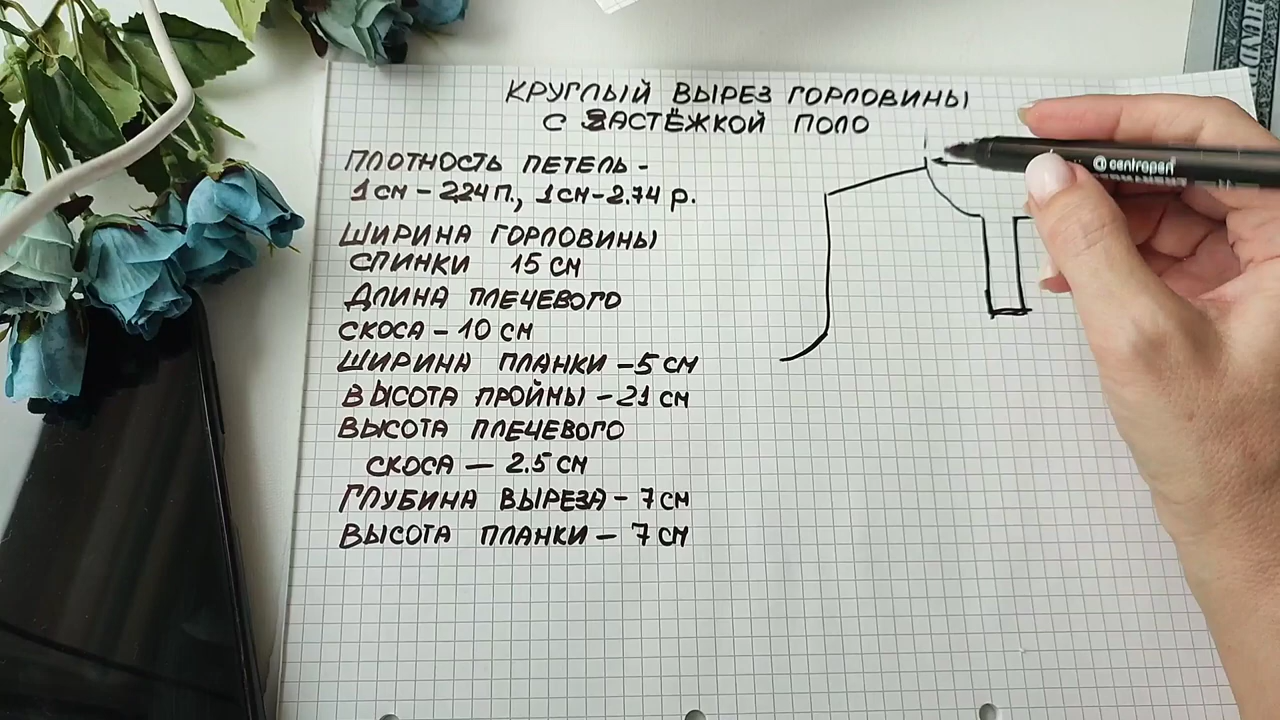 КРУГЛЫЙ ВЫРЕЗ ГОРЛОВИНЫ
С ЗАСТЁЖКОЙ ПОЛО
ПЛОТНОСТЬ ПЕТЕЛЬ -
1 СМ - 2.24 П., 1 СМ - 2.74 Р.
ШИРИНА ГОРЛОВИНЫ
СПИНКИ 15 СМ
ДЛИНА ПЛЕЧЕВОГО
СКОСА - 10 СМ
ШИРИНА ПЛАНКИ - 5 СМ
ВЫСОТА ПРОЙМЫ - 21 СМ
ВЫСОТА ПЛЕЧЕВОГО
СКОСА - 2.5 СМ
ГЛУБИНА ВЫРЕЗА - 7 СМ
ВЫСОТА ПЛАНКИ - 7 СМ
centropen